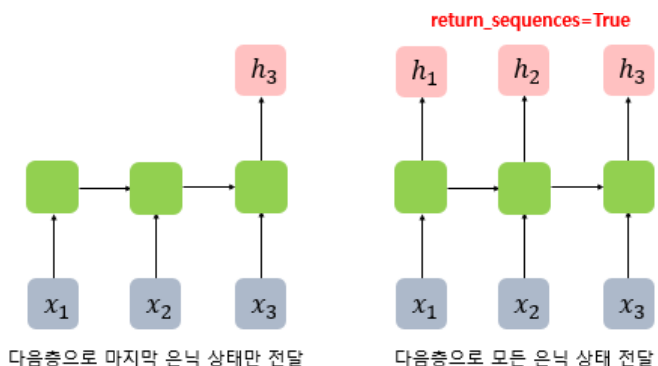 return_sequences=True
h₃
h₁ h₂ h₃
x₁ x₂ x₃
x₁ x₂ x₃
다음층으로 마지막 은닉 상태만 전달
다음층으로 모든 은닉 상태 전달